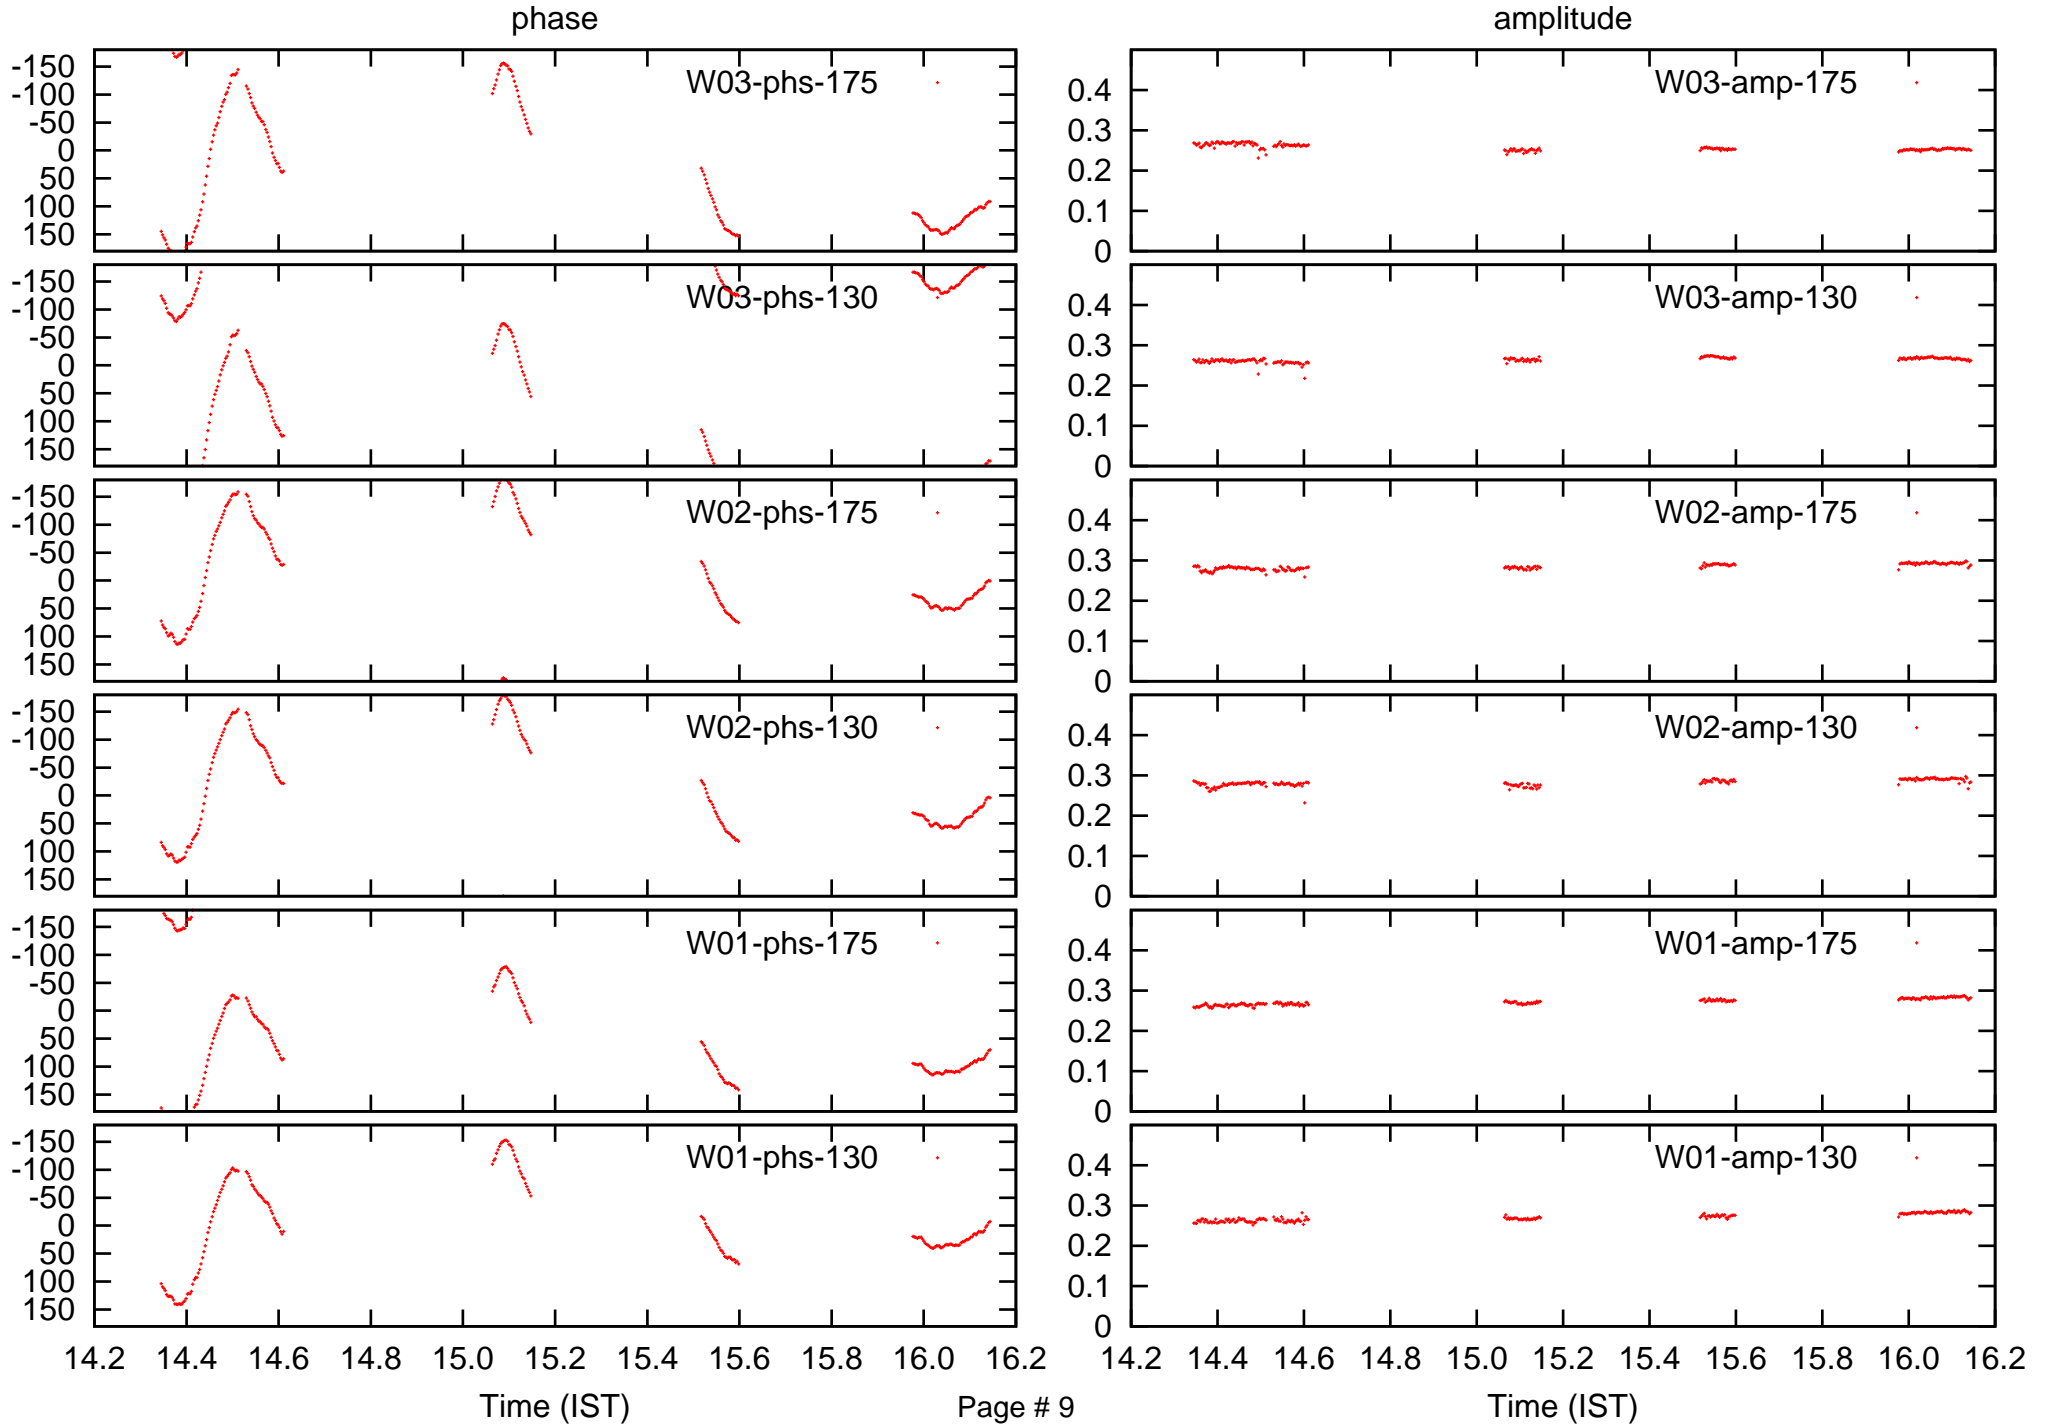 phase amplitude
-150 -100 -50 0 50 100 150 W03-phs-175 0.4 0.3 0.2 0.1 0 W03-amp-175
-150 -100 -50 0 50 100 150 W03-phs-130 0.4 0.3 0.2 0.1 0 W03-amp-130
-150 -100 -50 0 50 100 150 W02-phs-175 0.4 0.3 0.2 0.1 0 W02-amp-175
-150 -100 -50 0 50 100 150 W02-phs-130 0.4 0.3 0.2 0.1 0 W02-amp-130
-150 -100 -50 0 50 100 150 W01-phs-175 0.4 0.3 0.2 0.1 0 W01-amp-175
-150 -100 -50 0 50 100 150 W01-phs-130 0.4 0.3 0.2 0.1 0 W01-amp-130
14.2 14.4 14.6 14.8 15.0 15.2 15.4 15.6 15.8 16.0 16.2 14.2 14.4 14.6 14.8 15.0 15.2 15.4 15.6 15.8 16.0 16.2
Time (IST) Page # 9 Time (IST)